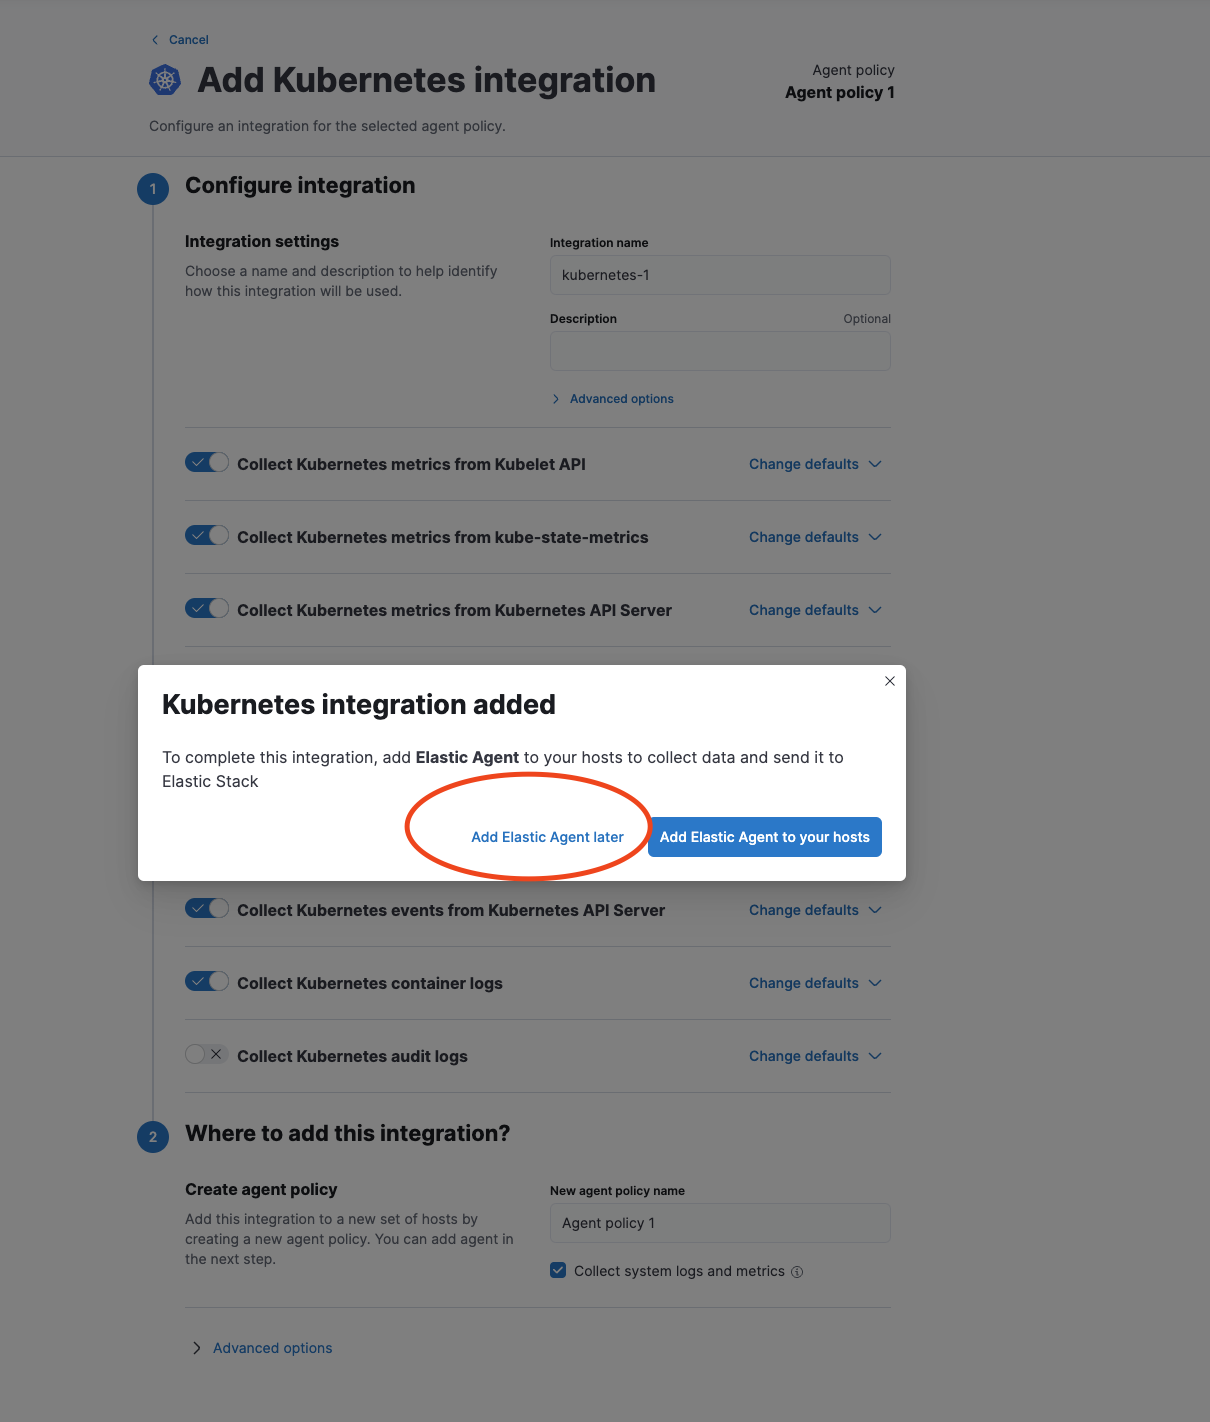 Cancel
Add Kubernetes integration
Agent policy
Agent policy 1
Configure an integration for the selected agent policy.
1
Configure integration
Integration settings
Choose a name and description to help identify
how this integration will be used.
Integration name
kubernetes-1
Description
Optional
Advanced options
Collect Kubernetes metrics from Kubelet API
Change defaults
Collect Kubernetes metrics from kube-state-metrics
Change defaults
Collect Kubernetes metrics from Kubernetes API Server
Change defaults
Kubernetes integration added
To complete this integration, add Elastic Agent to your hosts to collect data and send it to
Elastic Stack
Add Elastic Agent later
Add Elastic Agent to your hosts
Collect Kubernetes events from Kubernetes API Server
Change defaults
Collect Kubernetes container logs
Change defaults
Collect Kubernetes audit logs
Change defaults
2
Where to add this integration?
Create agent policy
Add this integration to a new set of hosts by
creating a new agent policy. You can add agent in
the next step.
New agent policy name
Agent policy 1
Collect system logs and metrics
Advanced options